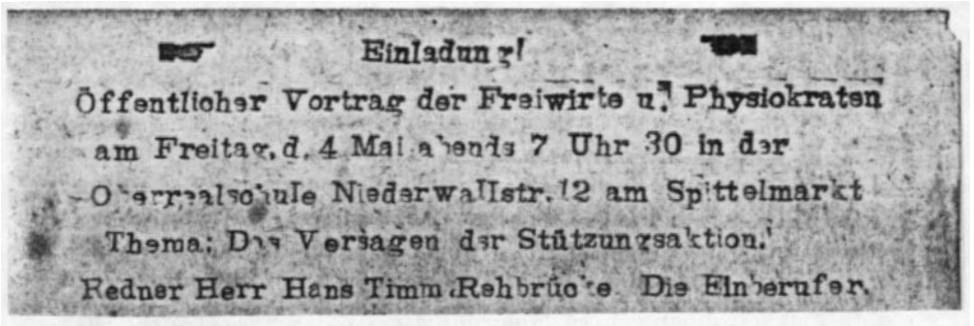 Einladung!
Öffentlicher Vortrag der Freiwirte u. Physiokraten
am Freitag, d. 4 Mai abends 7 Uhr 30 in der
Oberrealschule Niederwallstr. 12 am Spittelmarkt
Thema: Das Versagen der Stützungsaktion.
Redner Herr Hans Timm Rehbrücke Die Einberufer.